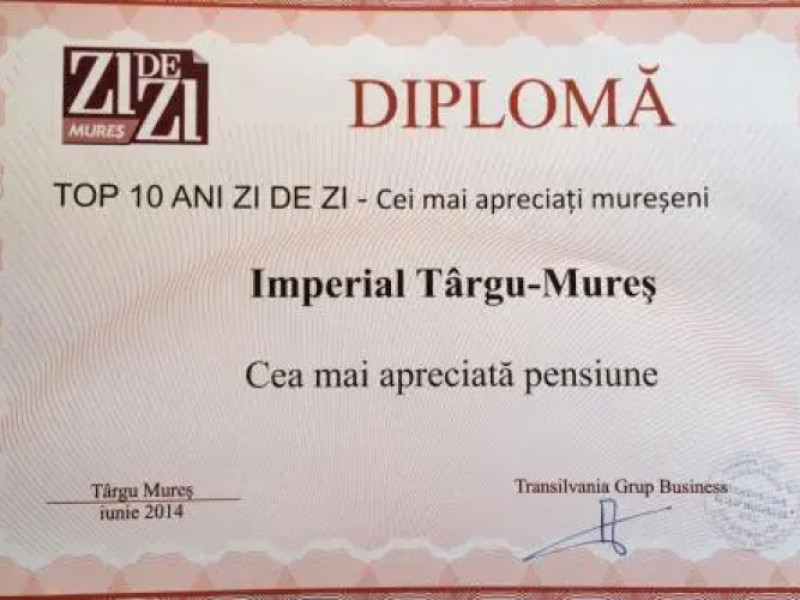 ZI DE ZI
MUREȘ
DIPLOMĂ
TOP 10 ANI ZI DE ZI - Cei mai apreciați mureșeni
Imperial Târgu-Mureş
Cea mai apreciată pensiune
Târgu Mureş
iunie 2014
Transilvania Grup Business